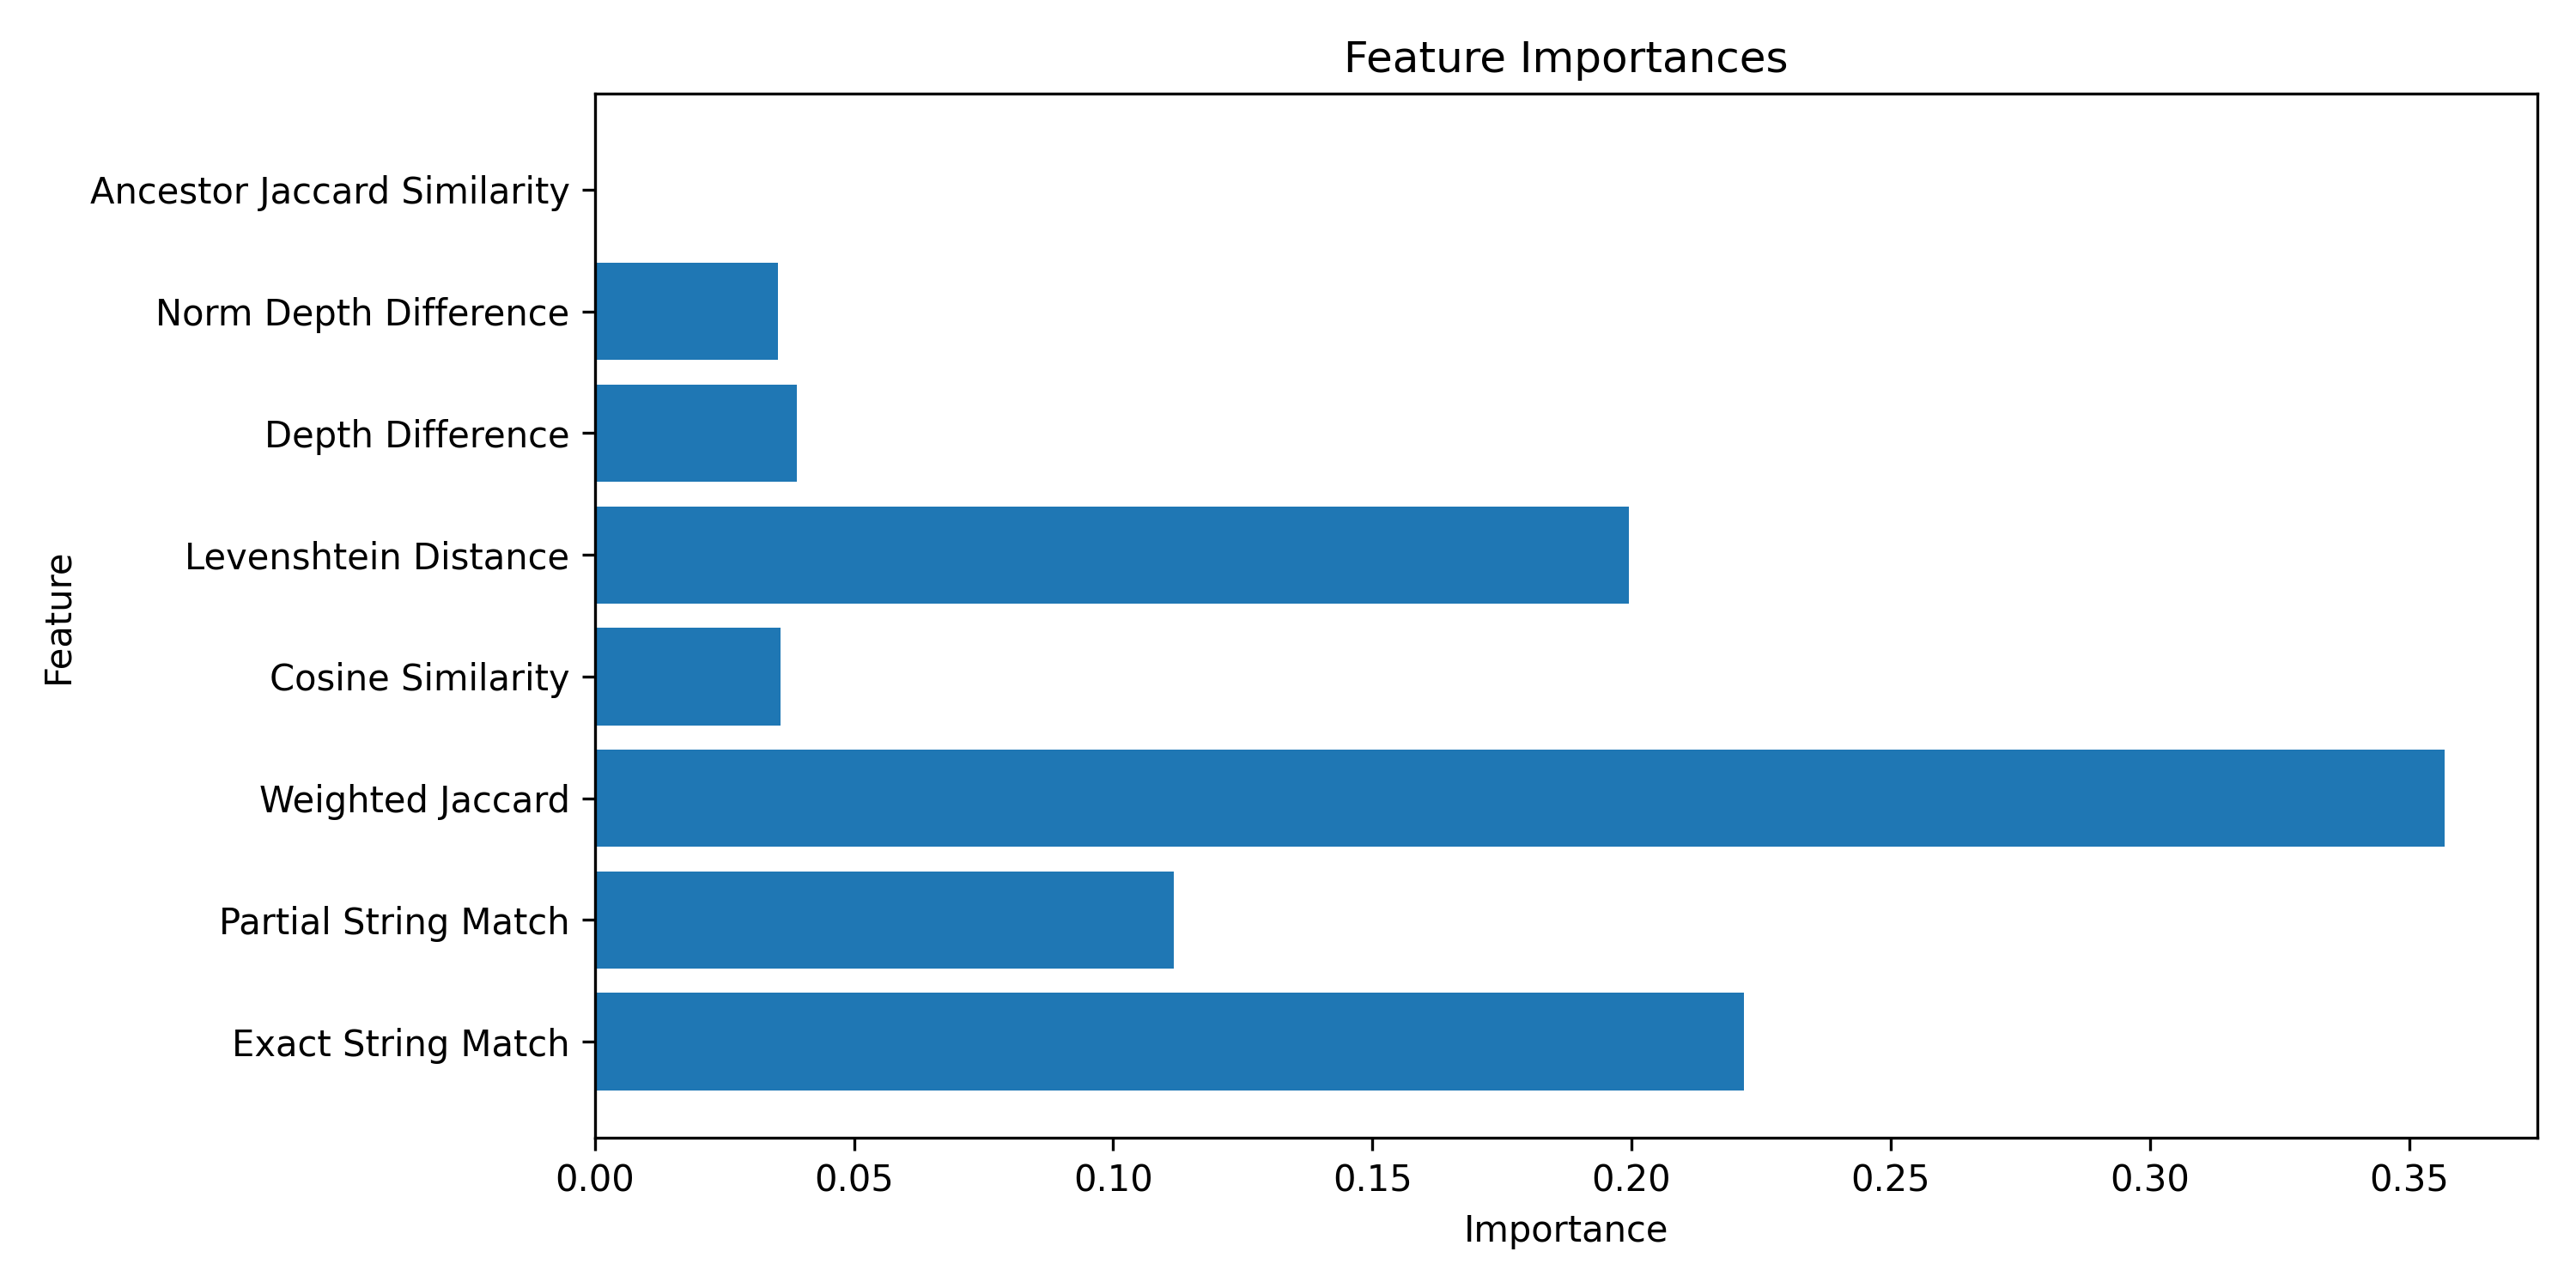 Feature Importances
Ancestor Jaccard Similarity
Norm Depth Difference
Depth Difference
Levenshtein Distance
Cosine Similarity
Weighted Jaccard
Partial String Match
Exact String Match
Feature
0.00 0.05 0.10 0.15 0.20 0.25 0.30 0.35
Importance